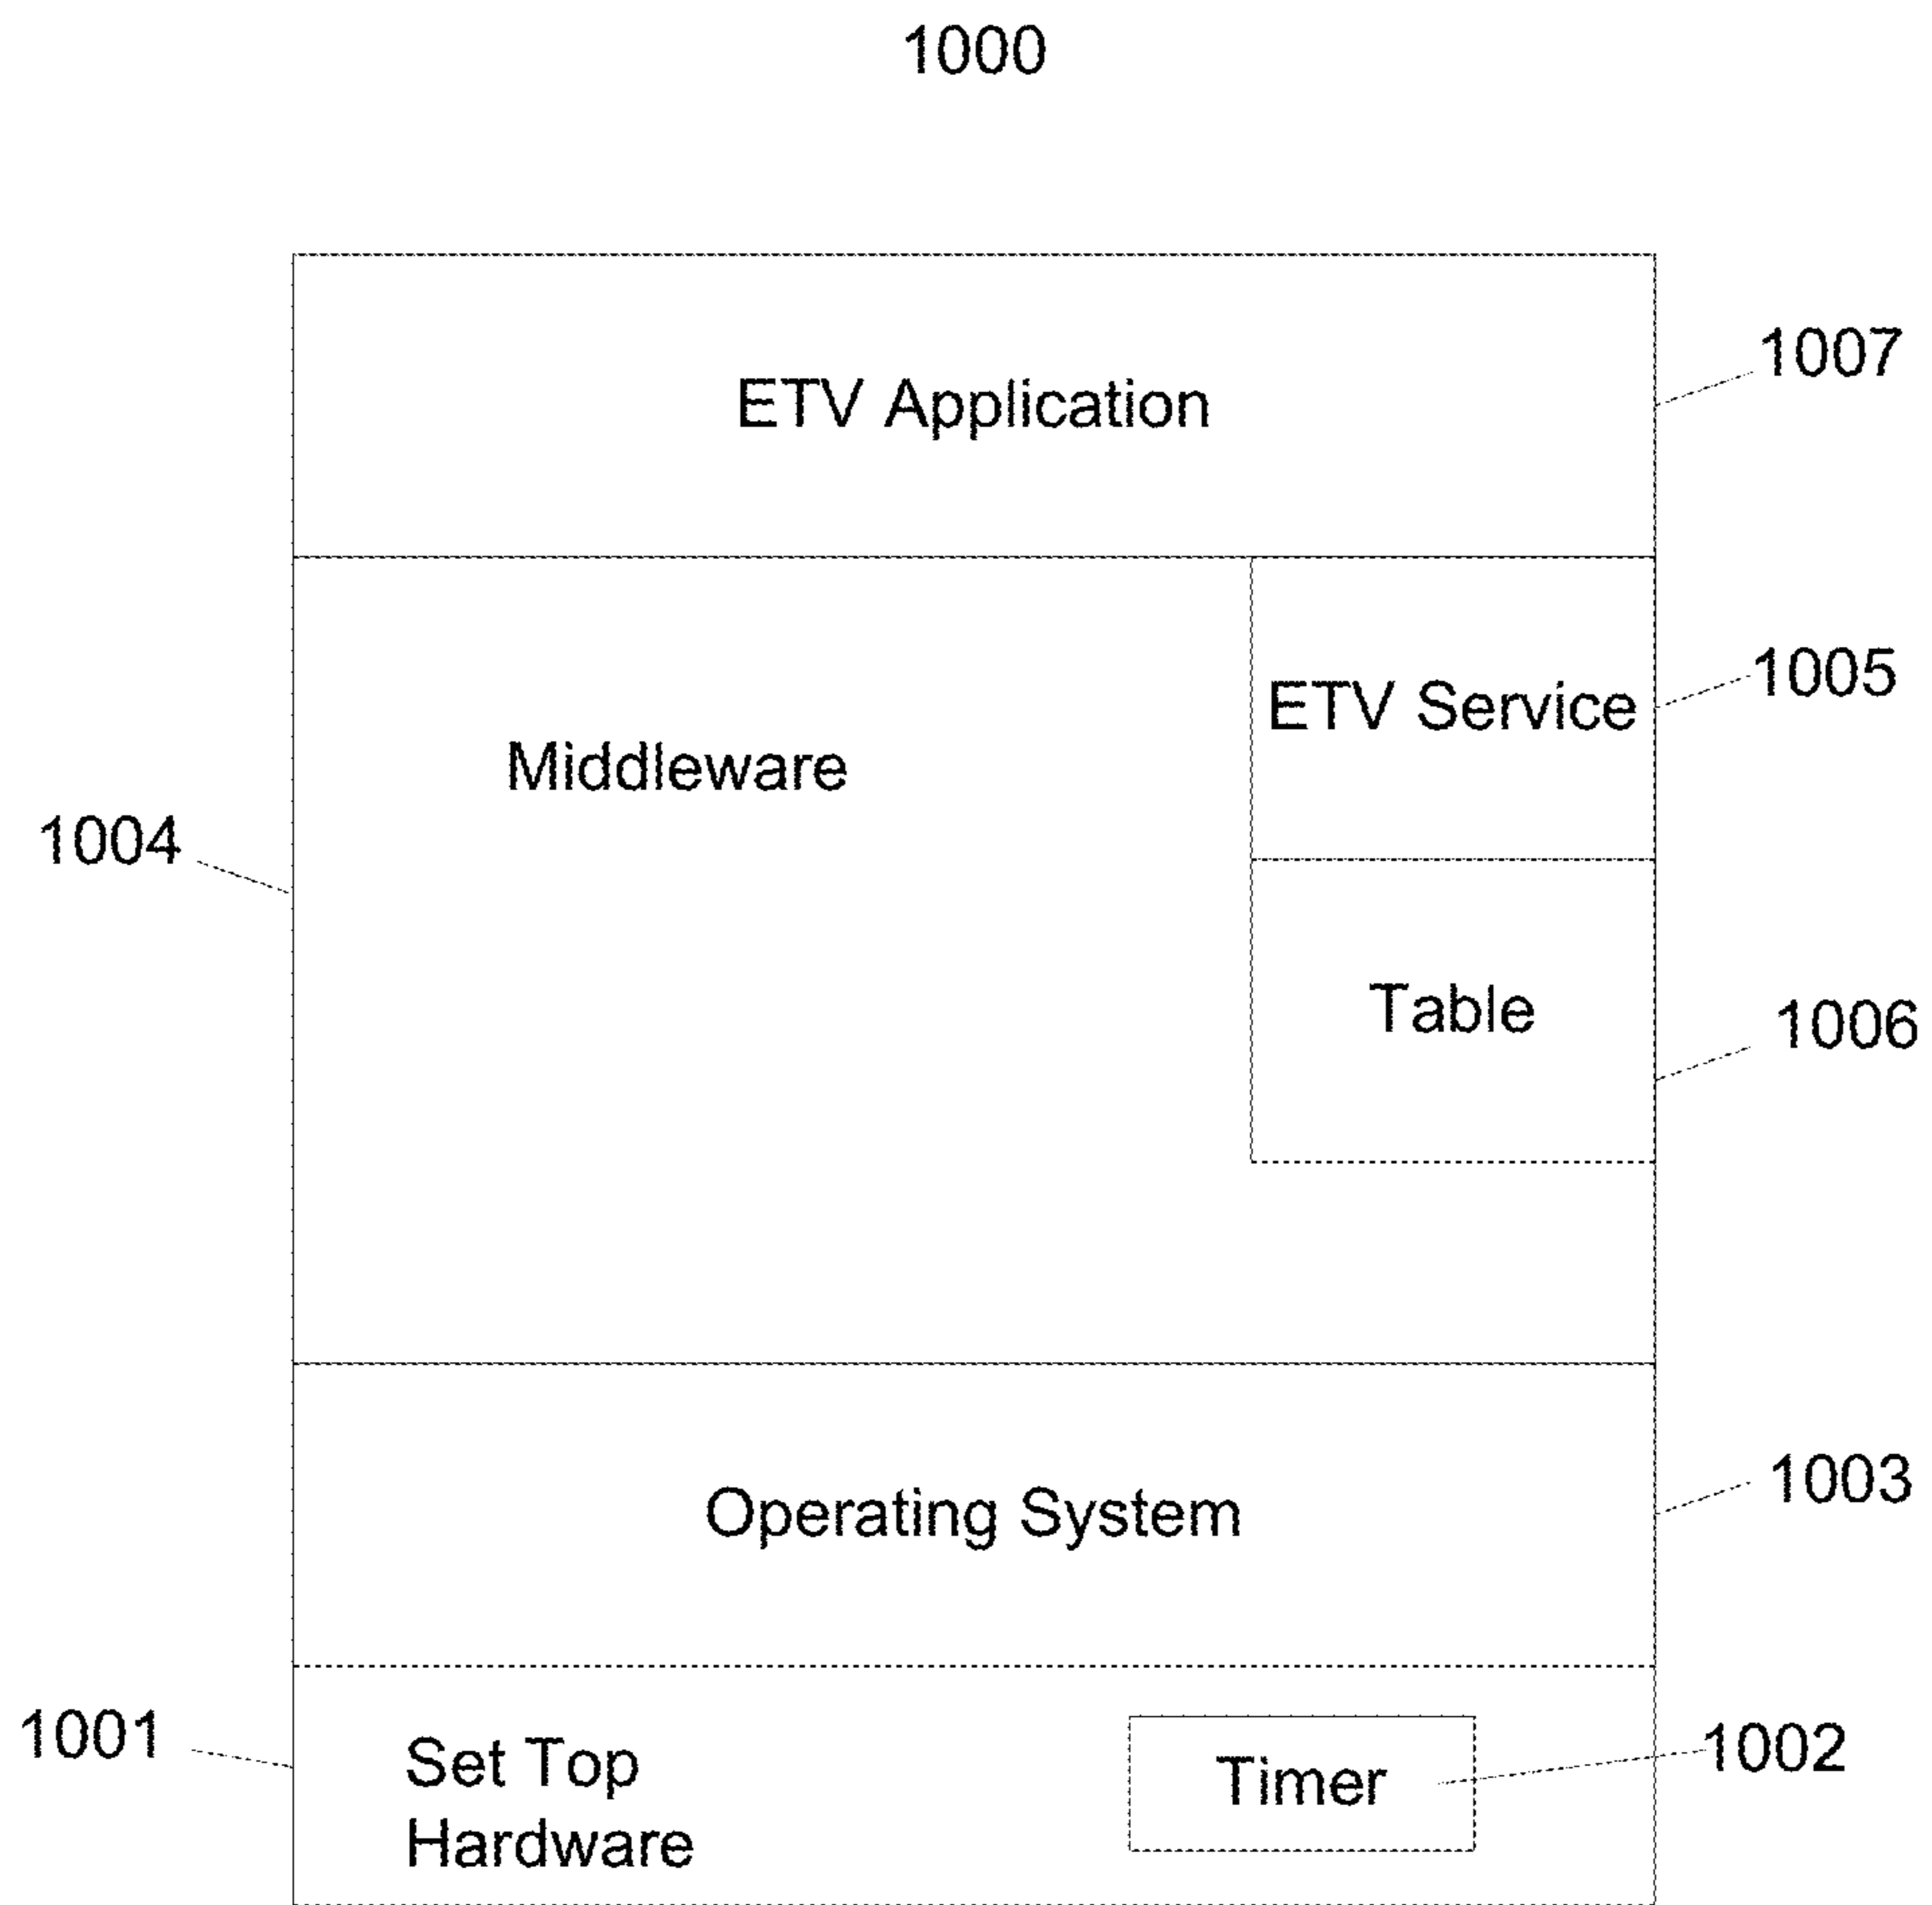 1000
1007
ETV Application
1005
ETV Service
Middleware
1004
Table
1006
1003
Operating System
1001
Set Top
Hardware
Timer
1002